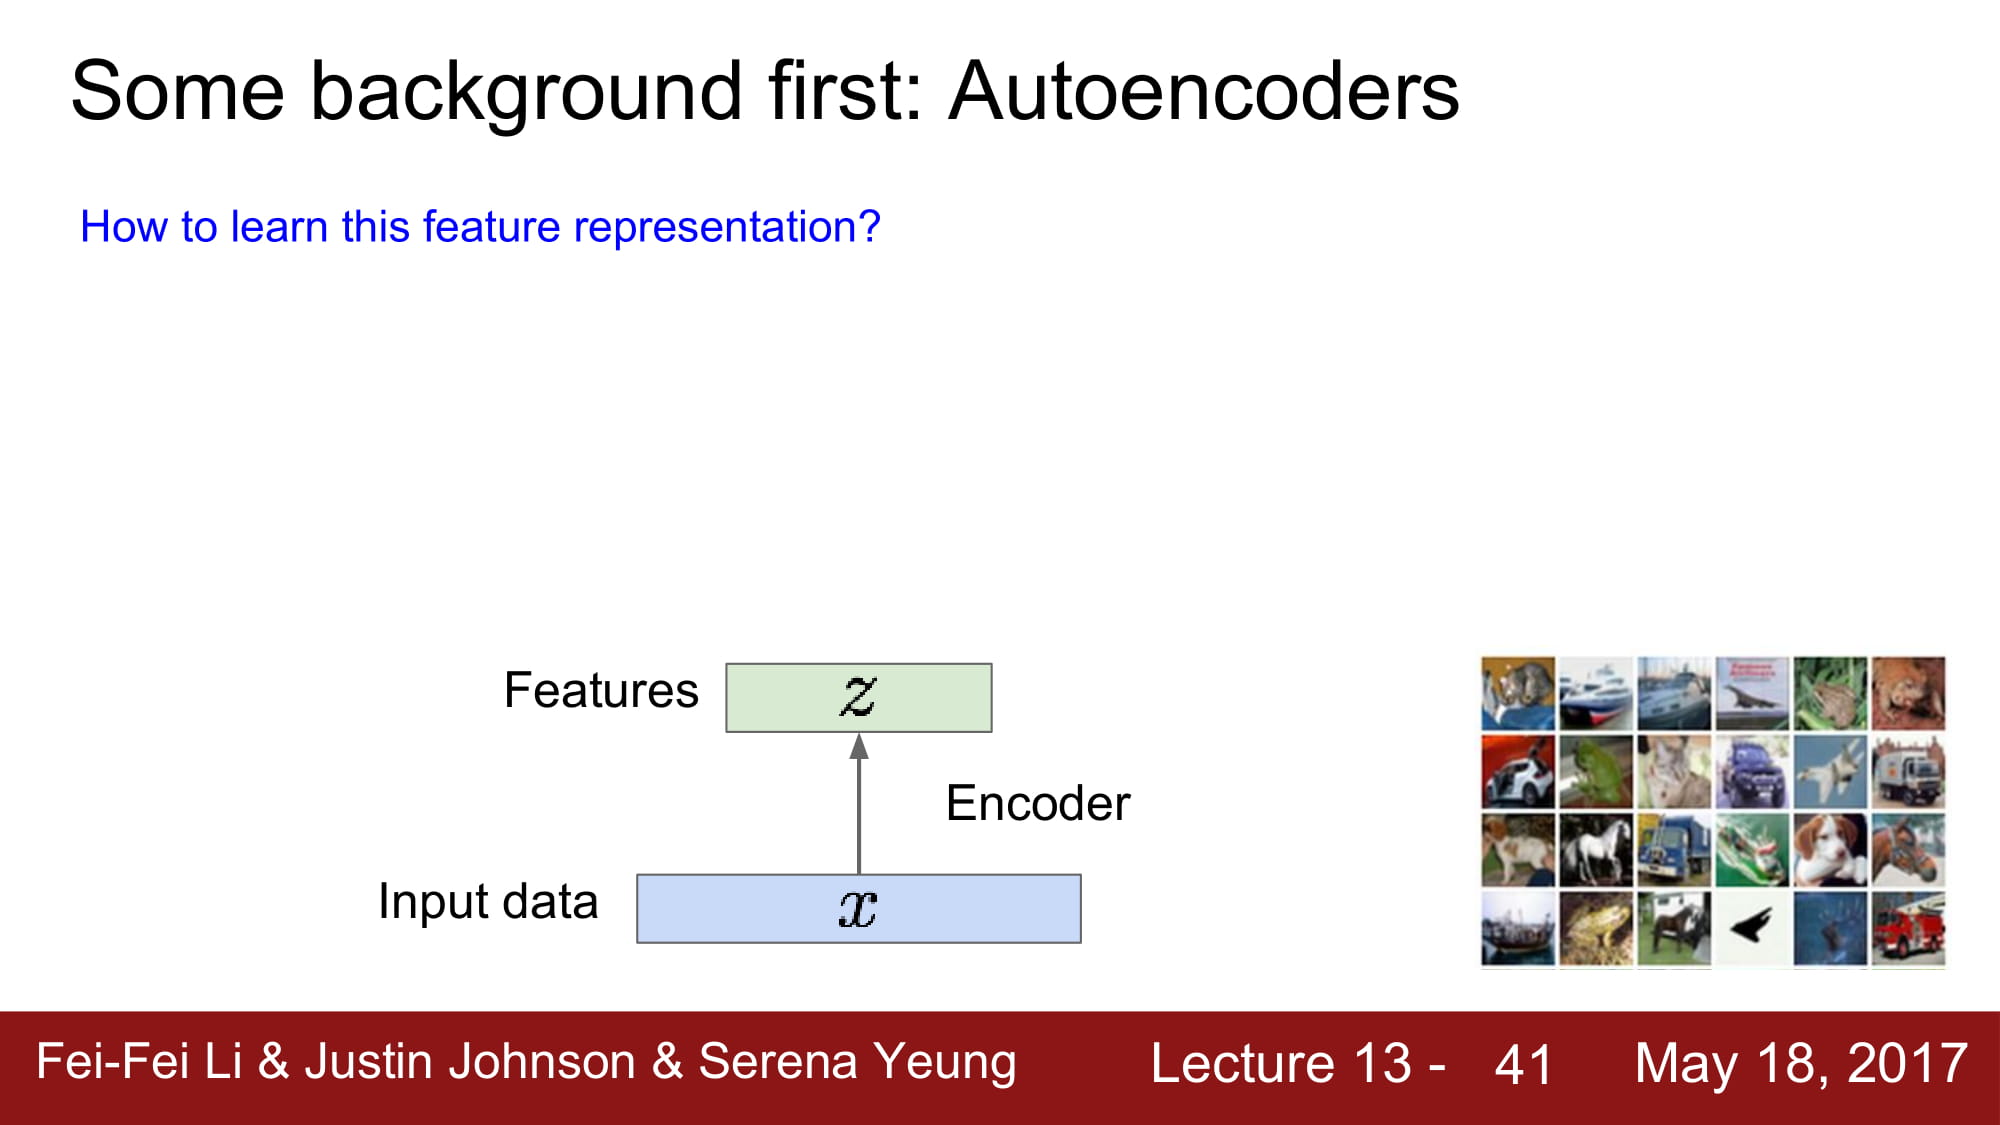 Some background first: Autoencoders
How to learn this feature representation?
Features
z
Encoder
Input data
x
Fei-Fei Li & Justin Johnson & Serena Yeung
Lecture 13 - 41
May 18, 2017